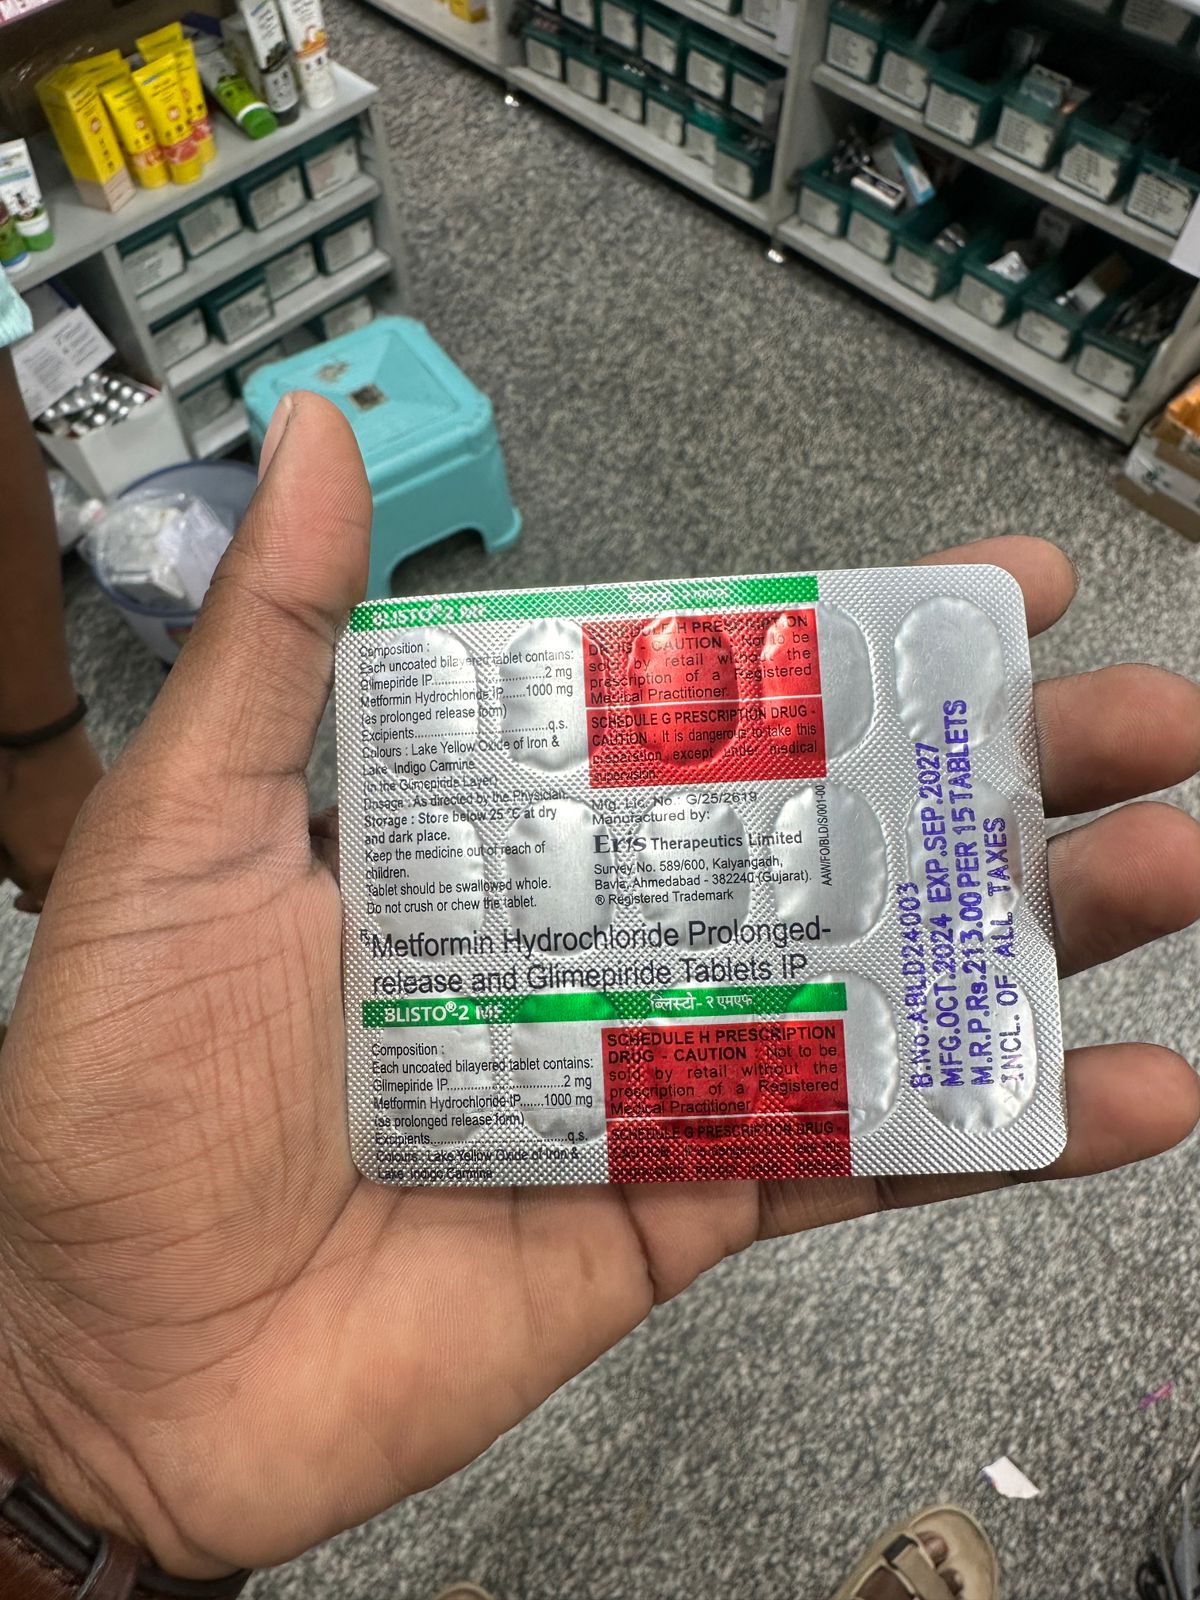 BLISTO®-2 MF
Composition :
Each uncoated bilayered tablet contains:
Glimepiride IP..............................2 mg
Metformin Hydrochloride IP......1000 mg
(as prolonged release form)
Excipients..............................q.s.
Colours : Lake Yellow Oxide of Iron &
Lake Indigo Carmine
(in the Glimepiride Layer)
Dosage : As directed by the Physician.
Storage : Store below 25 °C at dry
and dark place.
Keep the medicine out of reach of
children.
Tablet should be swallowed whole.
Do not crush or chew the tablet.
SCHEDULE H PRESCRIPTION
DRUG - CAUTION : Not to be
sold by retail without the
prescription of a Registered
Medical Practitioner.
SCHEDULE G PRESCRIPTION DRUG -
CAUTION : It is dangerous to take this
preparation except under medical
supervision.
Mfg. Lic. No.: G/25/2619
Manufactured by:
Eris Therapeutics Limited
Survey No. 589/600, Kalyangadh,
Bavla, Ahmedabad - 382240 (Gujarat).
® Registered Trademark
AAW/FO/BLD/S/001-00
Rx Metformin Hydrochloride Prolonged-
release and Glimepiride Tablets IP
BLISTO®-2 MF ब्लिस्टो - २ एमएफ
Composition :
Each uncoated bilayered tablet contains:
Glimepiride IP..............................2 mg
Metformin Hydrochloride IP.......1000 mg
(as prolonged release form)
Excipients..............................q.s.
Colours : Lake Yellow Oxide of Iron &
Lake Indigo Carmine
SCHEDULE H PRESCRIPTION
DRUG - CAUTION : Not to be
sold by retail without the
prescription of a Registered
Medical Practitioner.
SCHEDULE G PRESCRIPTION DRUG -
B.No.ABLD24003
MFG.OCT.2024 EXP.SEP.2027
M.R.P.Rs.213.00 PER 15 TABLETS
INCL. OF ALL TAXES